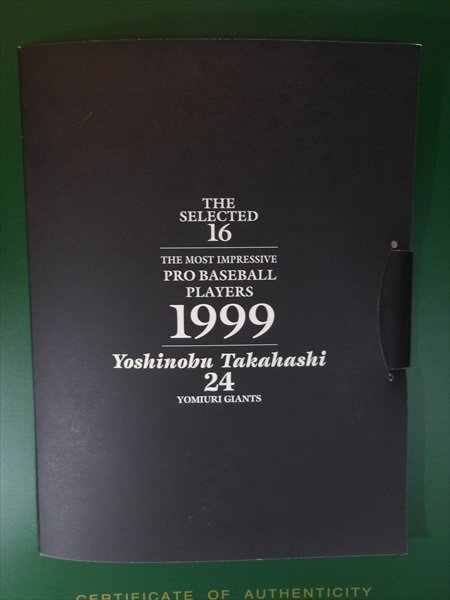 THE
SELECTED
16
THE MOST IMPRESSIVE
PRO BASEBALL
PLAYERS
1999
Yoshinobu Takahashi
24
YOMIURI GIANTS
CERTIFICATE OF AUTHENTICITY